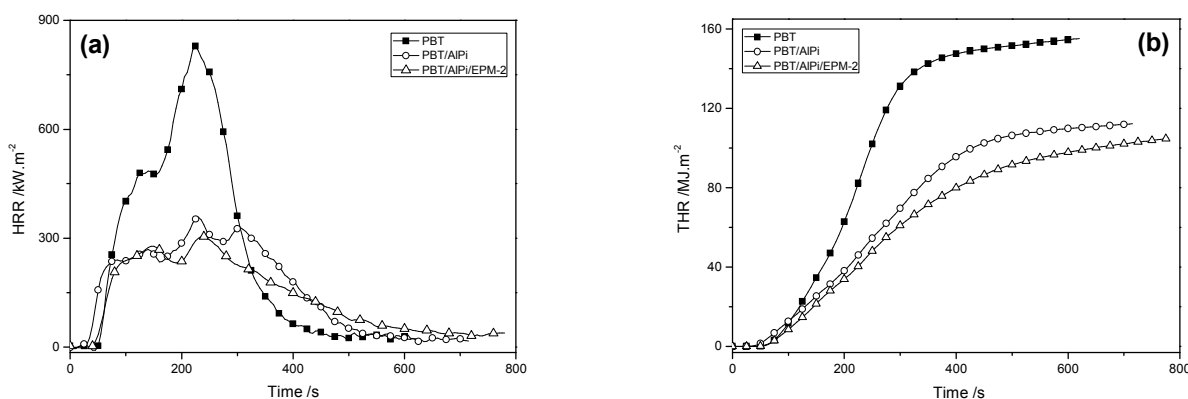 (a)
PBT
PBT/AlPi
PBT/AlPi/EPM-2
900
600
300
0
HRR /kW.m-2
0 200 400 600 800
Time /s
(b)
PBT
PBT/AlPi
PBT/AlPi/EPM-2
160
120
80
40
0
THR /MJ.m-2
0 200 400 600 800
Time /s